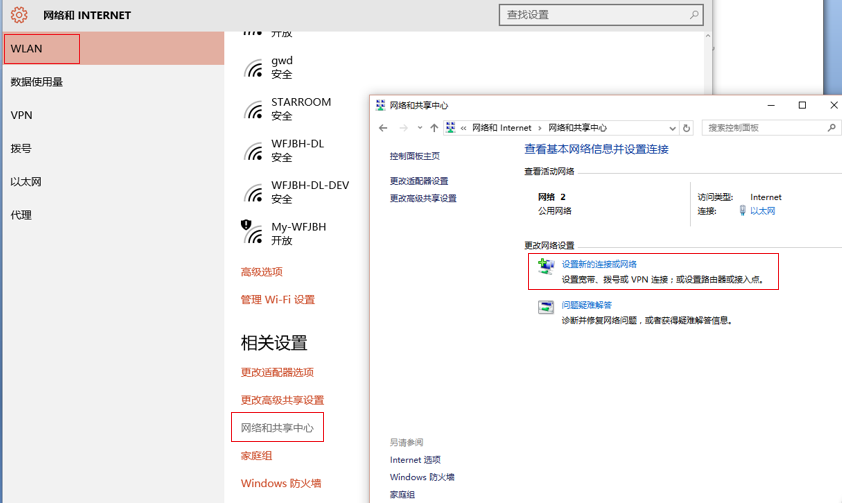 网络和 INTERNET
查找设置
WLAN
数据使用量
VPN
拨号
以太网
代理
开放
gwd
安全
STARROOM
安全
WFJBH-DL
安全
WFJBH-DL-DEV
安全
My-WFJBH
开放
高级选项
管理 Wi-Fi 设置
相关设置
更改适配器选项
更改高级共享设置
网络和共享中心
家庭组
Windows 防火墙
网络和共享中心
« 网络和 Internet › 网络和共享中心
搜索控制面板
控制面板主页
更改适配器设置
更改高级共享设置
查看基本网络信息并设置连接
查看活动网络
网络 2
公用网络
访问类型: Internet
连接: 以太网
更改网络设置
设置新的连接或网络
设置宽带、拨号或 VPN 连接；或设置路由器或接入点。
问题疑难解答
诊断并修复网络问题，或者获得疑难解答信息。
另请参阅
Internet 选项
Windows 防火墙
家庭组